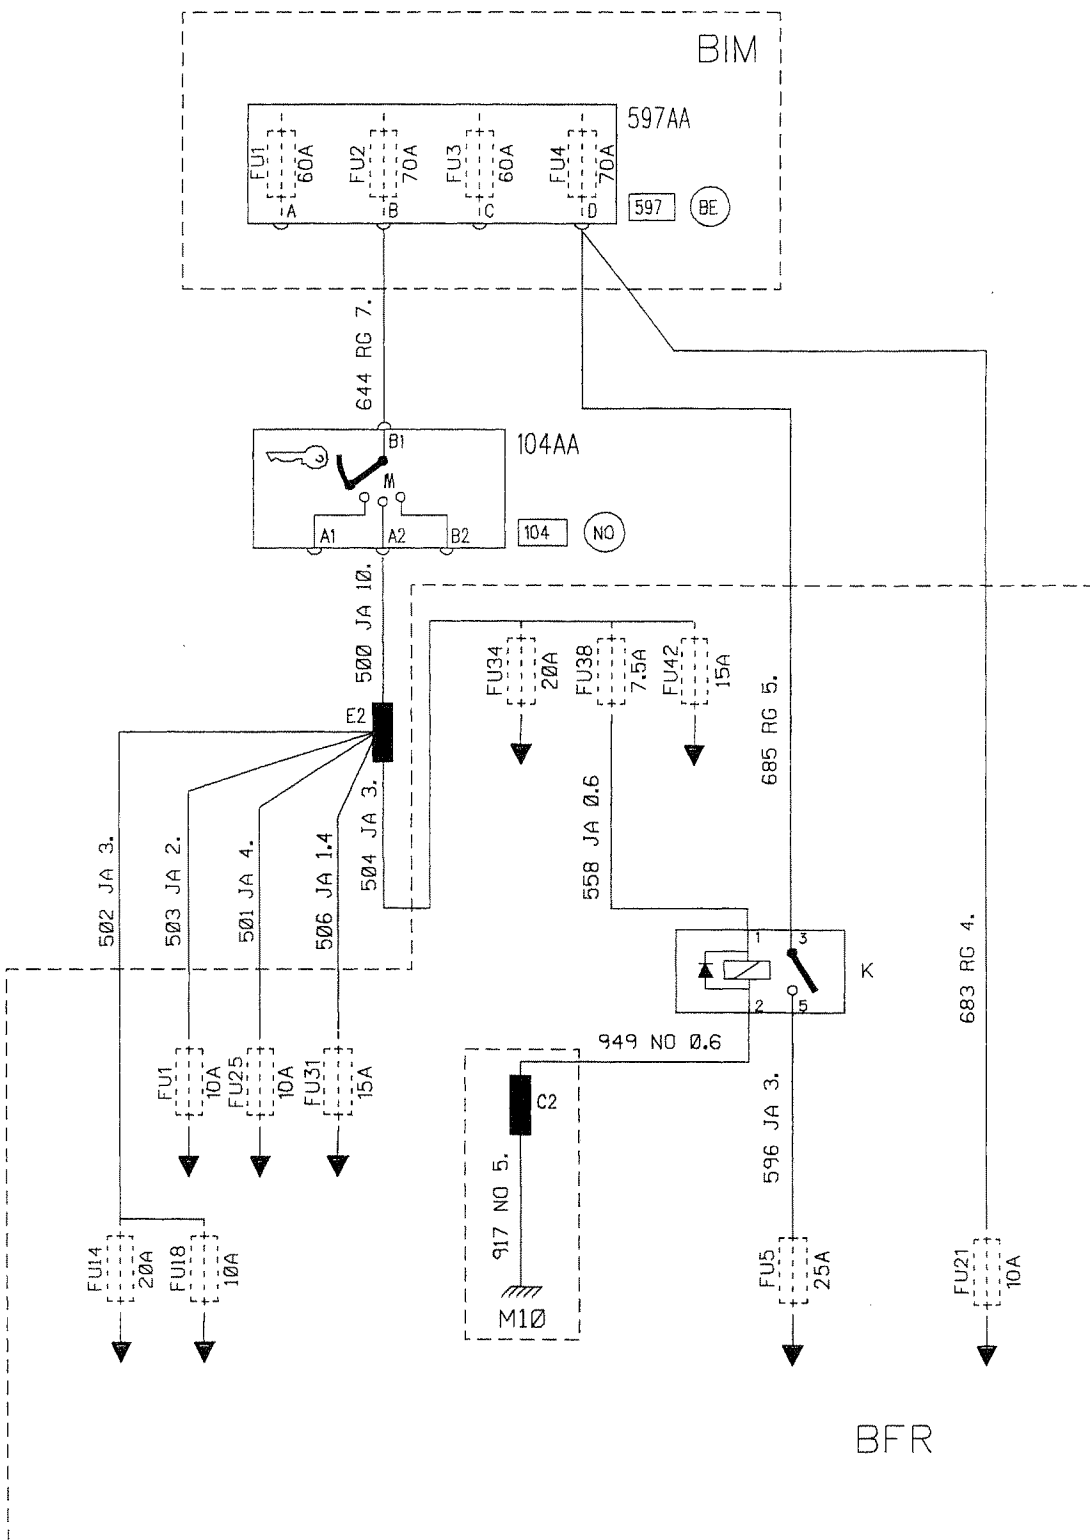 BIM
597AA
FU1
60A
FU2
70A
FU3
60A
FU4
70A
A
B
C
D
597
BE
644 RG 7.
B1
104AA
M
A1
A2
B2
104
NO
500 JA 10.
E2
FU34
20A
FU38
7.5A
FU42
15A
685 RG 5.
502 JA 3.
503 JA 2.
501 JA 4.
506 JA 1.4
504 JA 3.
558 JA 0.6
683 RG 4.
1
3
K
2
5
949 NO 0.6
FU1
10A
FU25
10A
FU31
15A
C2
917 NO 5.
M10
596 JA 3.
FU14
20A
FU18
10A
FU5
25A
FU21
10A
BFR